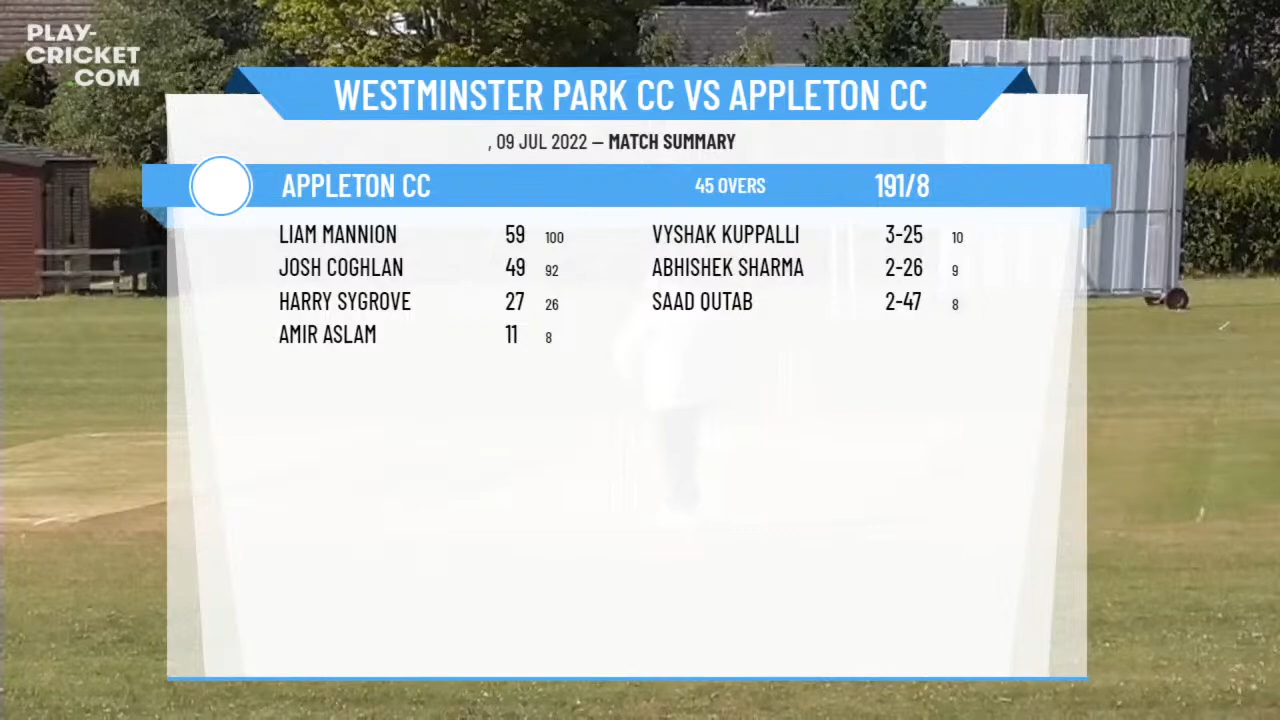 PLAY-
CRICKET
COM
WESTMINSTER PARK CC VS APPLETON CC
, 09 JUL 2022 – MATCH SUMMARY
APPLETON CC 45 OVERS 191/8
LIAM MANNION 59 100 VYSHAK KUPPALLI 3-25 10
JOSH COGHLAN 49 92 ABHISHEK SHARMA 2-26 9
HARRY SYGROVE 27 26 SAAD QUTAB 2-47 8
AMIR ASLAM 11 8